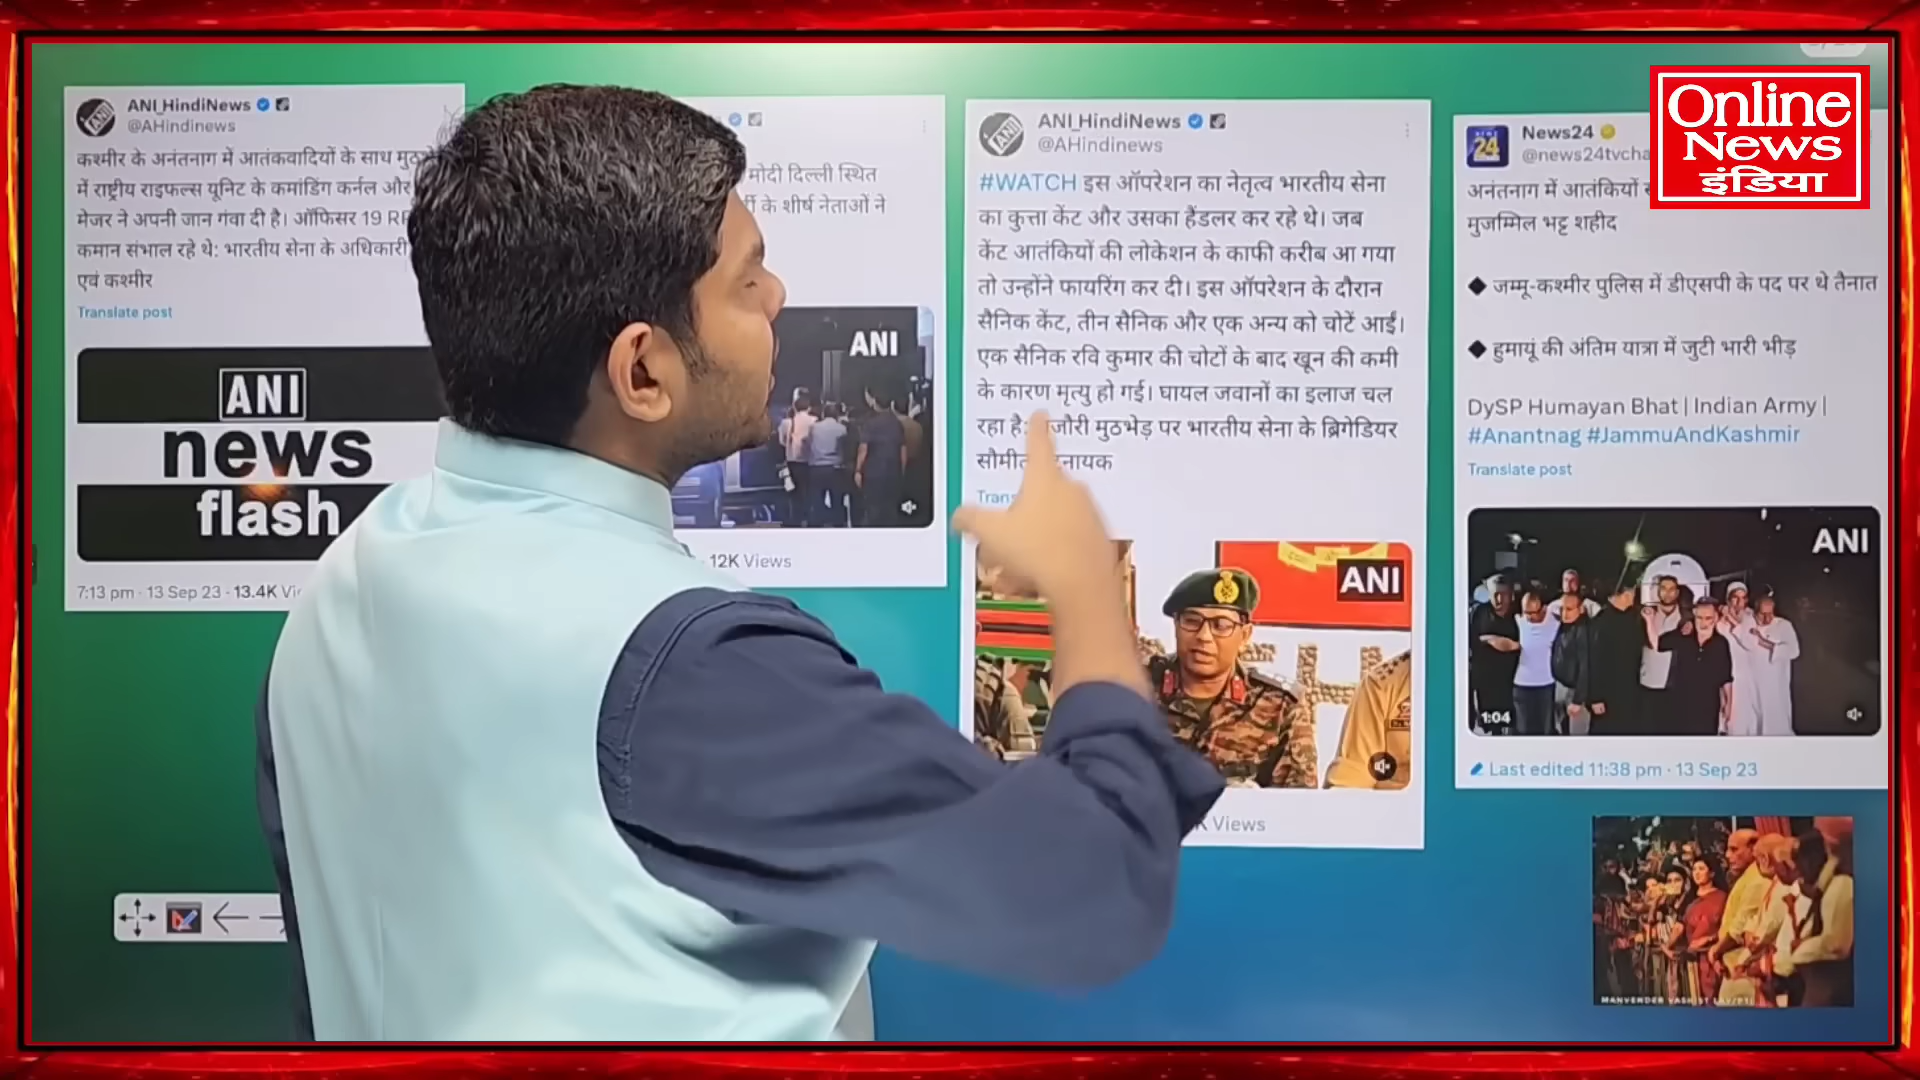 ANI_HindiNews
@AHindinews
कश्मीर के अनंतनाग में आतंकवादियों के साथ
में राष्ट्रीय राइफल्स यूनिट के कमांडिंग कर्नल और
मेजर ने अपनी जान गंवा दी है। ऑफिसर 19
कमान संभाल रहे थे: भारतीय सेना के अधिकारी
एवं कश्मीर
Translate post
ANI
news
flash
7:13 pm · 13 Sep 23 · 13.4K
मोदी दिल्ली स्थित
के शीर्ष नेताओं ने
ANI
12K Views
ANI_HindiNews
@AHindinews
#WATCH इस ऑपरेशन का नेतृत्व भारतीय सेना
का कुत्ता केंट और उसका हैंडलर कर रहे थे। जब
केंट आतंकियों की लोकेशन के काफी करीब आ गया
तो उन्होंने फायरिंग कर दी। इस ऑपरेशन के दौरान
सैनिक केंट, तीन सैनिक और एक अन्य को चोटें आईं।
एक सैनिक रवि कुमार की चोटों के बाद खून की कमी
के कारण मृत्यु हो गई। घायल जवानों का इलाज चल
रहा है: मुठभेड़ पर भारतीय सेना के ब्रिगेडियर
ANI
Views
News24
अनंतनाग में आतंकियों
मुजम्मिल भट्ट शहीद
◆ जम्मू-कश्मीर पुलिस में डीएसपी के पद पर थे तैनात
◆ हुमायूं की अंतिम यात्रा में जुटी भारी भीड़
DySP Humayan Bhat | Indian Army |
#Anantnag #JammuAndKashmir
Translate post
ANI
1:04
Last edited 11:38 pm · 13 Sep 23
Online
News
इंडिया